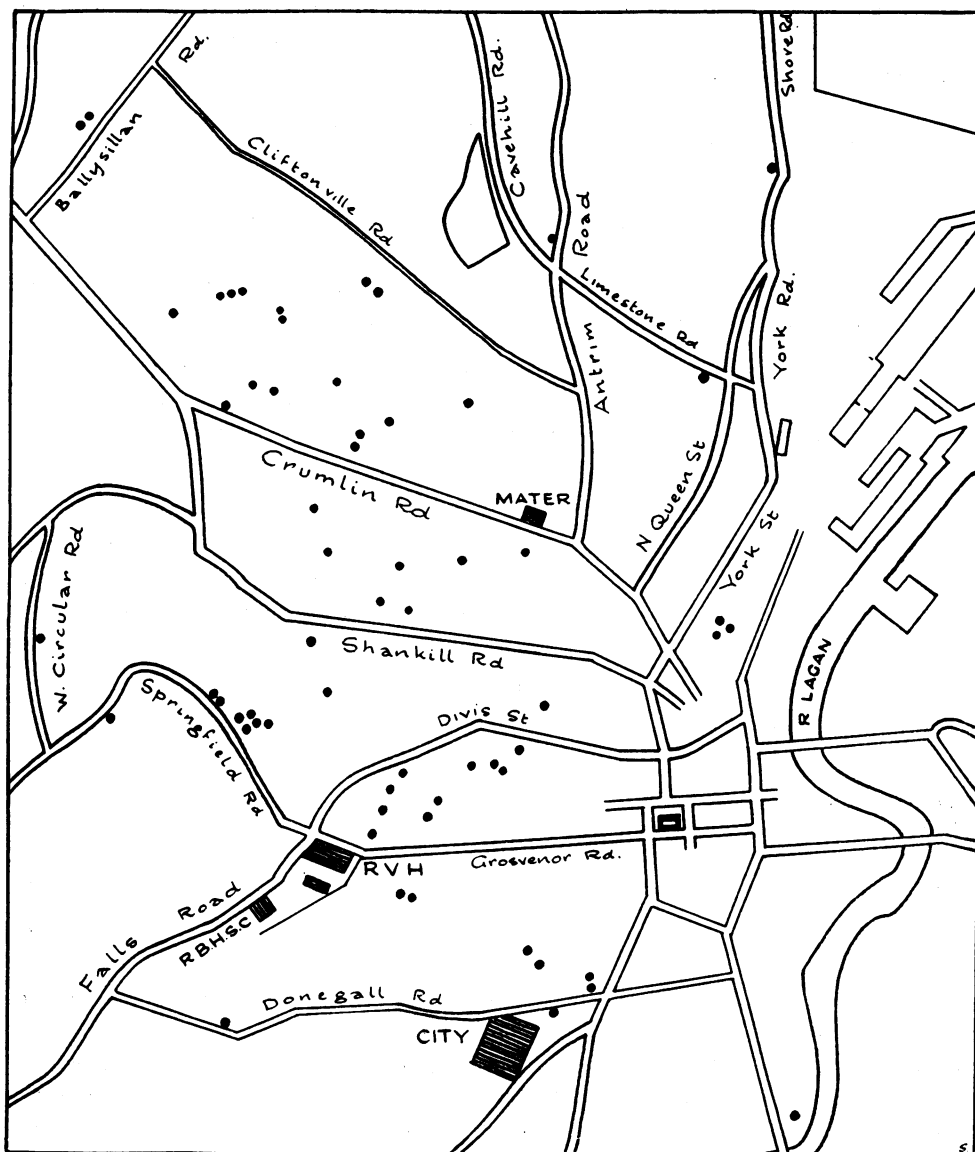 Shore Rd
Rd.
Cavehill Rd.
Ballysillan
Cliftonville Rd
Road
Limestone Rd
York Rd.
Antrim
Crumlin Rd
MATER
N Queen St
York St
W. Circular Rd
Shankill Rd
R LAGAN
Springfield Rd
Divis St
RVH
Grosvenor Rd.
Road
R.B.H.S.C
Falls
Donegall Rd
CITY
S